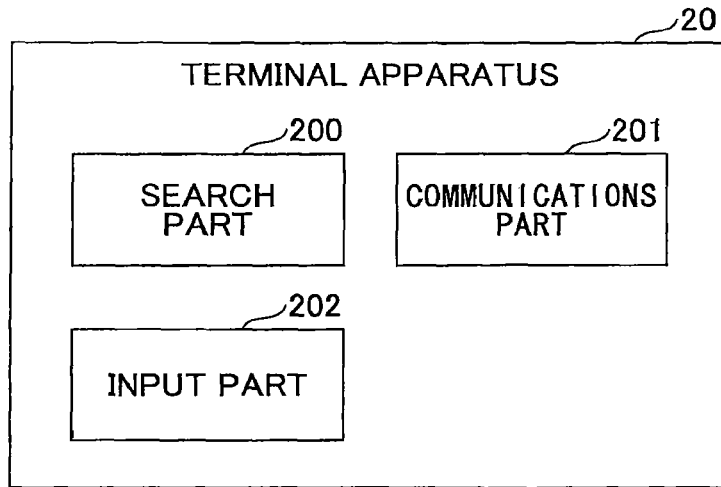 20
TERMINAL APPARATUS
200
201
SEARCH
PART
COMMUNICATIONS
PART
202
INPUT PART